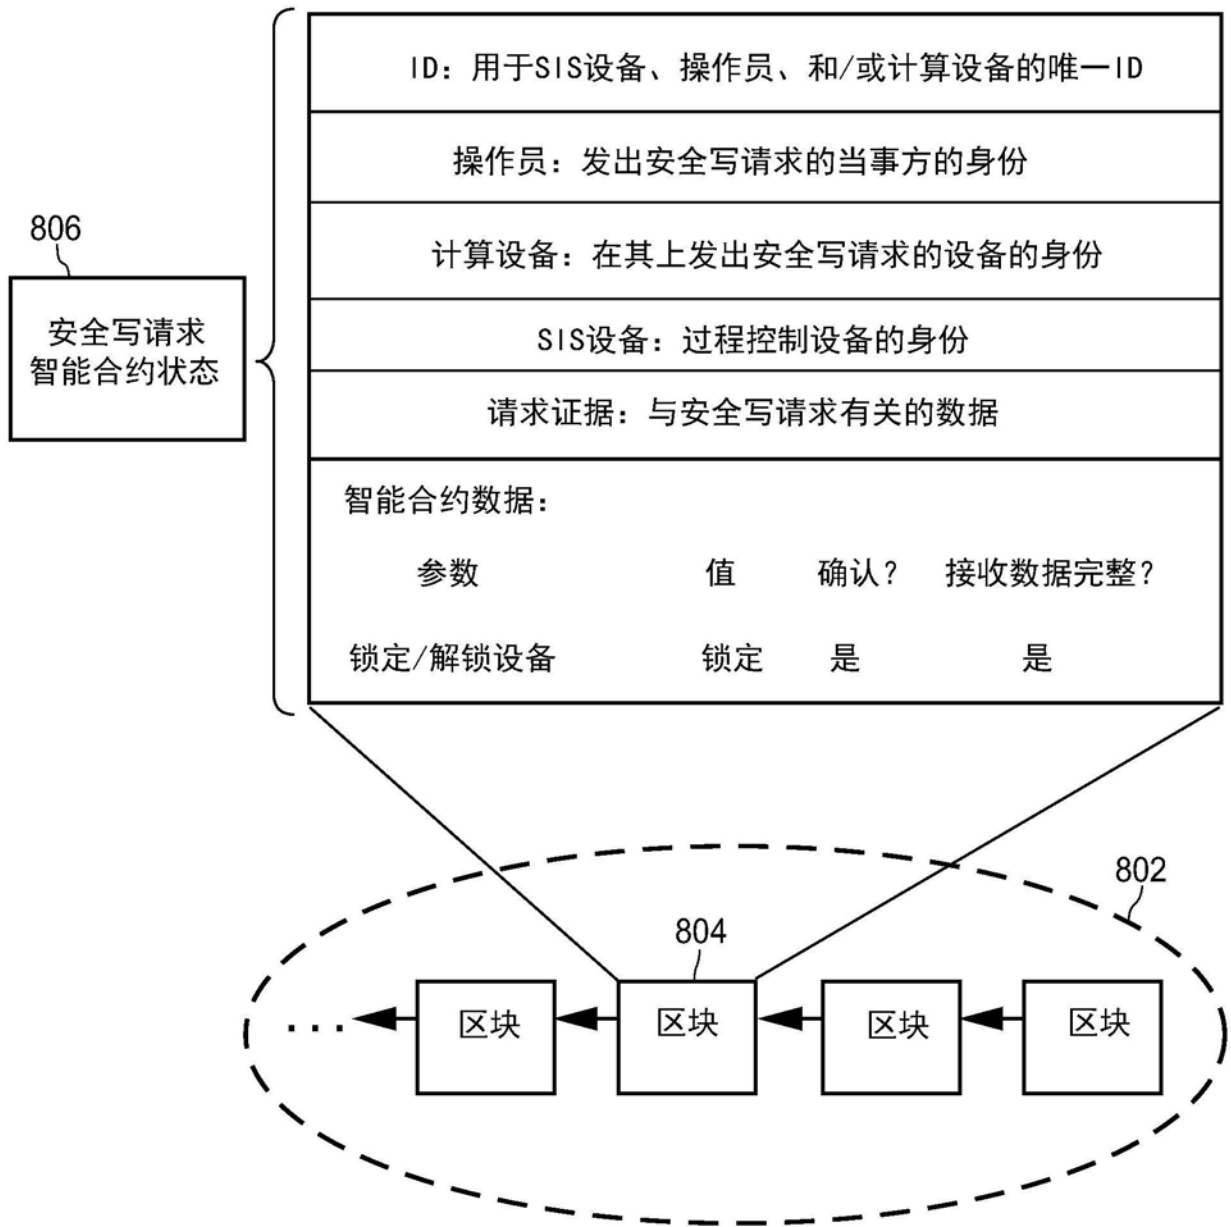 ID：用于SIS设备、操作员、和/或计算设备的唯一ID
操作员：发出安全写请求的当事方的身份
806
计算设备：在其上发出安全写请求的设备的身份
安全写请求
智能合约状态
SIS设备：过程控制设备的身份
请求证据：与安全写请求有关的数据
智能合约数据：
参数 值 确认？ 接收数据完整？
锁定/解锁设备 锁定 是 是
802
804
... 区块 区块 区块 区块